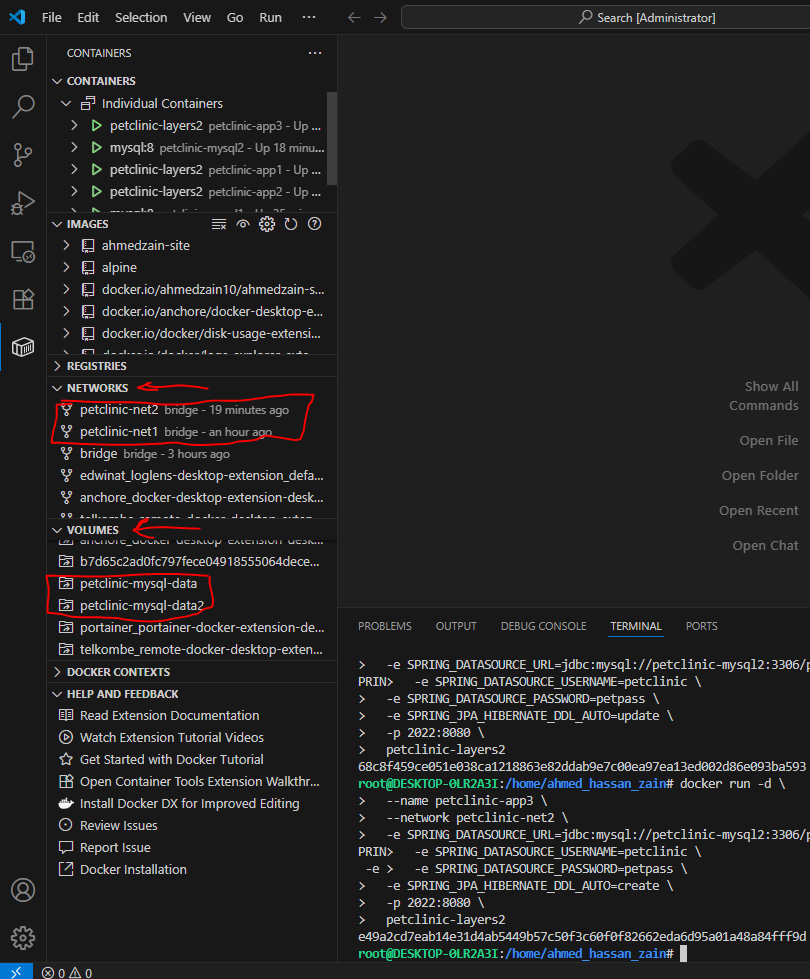 File Edit Selection View Go Run ···
Search [Administrator]
CONTAINERS ···
CONTAINERS
Individual Containers
petclinic-layers2 petclinic-app3 - Up ...
mysql:8 petclinic-mysql2 - Up 18 minu...
petclinic-layers2 petclinic-app1 - Up ...
petclinic-layers2 petclinic-app2 - Up ...
IMAGES
ahmedzain-site
alpine
docker.io/ahmedzain10/ahmedzain-s...
docker.io/anchore/docker-desktop-e...
docker.io/docker/disk-usage-extensi...
REGISTRIES
NETWORKS
petclinic-net2 bridge - 19 minutes ago
petclinic-net1 bridge - an hour ago
bridge bridge - 3 hours ago
edwinat_loglens-desktop-extension_defa...
anchore_docker-desktop-extension-desk...
VOLUMES
anchore_docker-desktop-extension-desk...
b7d65c2ad0fc797fece04918555064dece...
petclinic-mysql-data
petclinic-mysql-data2
portainer_portainer-docker-extension-de...
telkombe_remote-docker-desktop-exten...
DOCKER CONTEXTS
HELP AND FEEDBACK
Read Extension Documentation
Watch Extension Tutorial Videos
Get Started with Docker Tutorial
Open Container Tools Extension Walkthr...
Install Docker DX for Improved Editing
Review Issues
Report Issue
Docker Installation
Show All
Commands
Open File
Open Folder
Open Recent
Open Chat
PROBLEMS OUTPUT DEBUG CONSOLE TERMINAL PORTS
> -e SPRING_DATASOURCE_URL=jdbc:mysql://petclinic-mysql2:3306/p
PRIN> -e SPRING_DATASOURCE_USERNAME=petclinic \
> -e SPRING_DATASOURCE_PASSWORD=petpass \
> -e SPRING_JPA_HIBERNATE_DDL_AUTO=update \
> -p 2022:8080 \
> petclinic-layers2
68c8f459ce051e038ca1218863e82ddab9e7c00ea97ea13ed002d86e093ba593
root@DESKTOP-0LR2A3I:/home/ahmed_hassan_zain# docker run -d \
> --name petclinic-app3 \
> --network petclinic-net2 \
> -e SPRING_DATASOURCE_URL=jdbc:mysql://petclinic-mysql2:3306/p
PRIN> -e SPRING_DATASOURCE_USERNAME=petclinic \
-e > -e SPRING_DATASOURCE_PASSWORD=petpass \
> -e SPRING_JPA_HIBERNATE_DDL_AUTO=create \
> -p 2022:8080 \
> petclinic-layers2
e49a2cd7eab14e31d4ab5449b57c50f3c60f0f82662eda6d95a01a48a84fff9d
root@DESKTOP-0LR2A3I:/home/ahmed_hassan_zain#
0 0